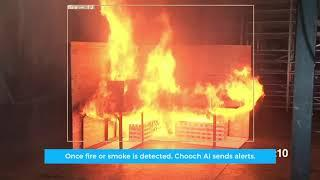 Once fire or smoke is detected. Chooch AI sends alerts.
:10